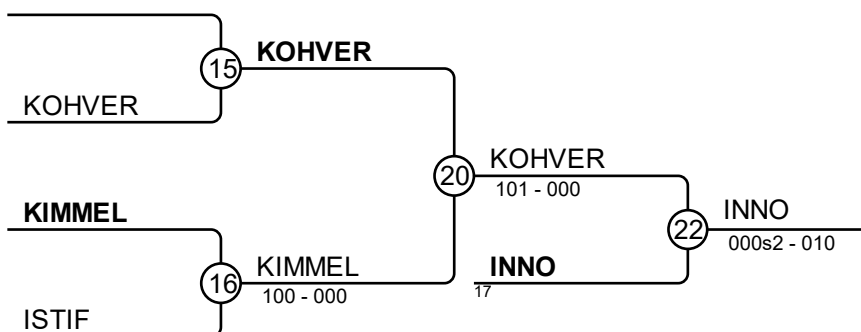 KOHVER
15
KOHVER
KIMMEL
16
ISTIF
KIMMEL
100 - 000
20
KOHVER
101 - 000
INNO
17
22
INNO
000s2 - 010